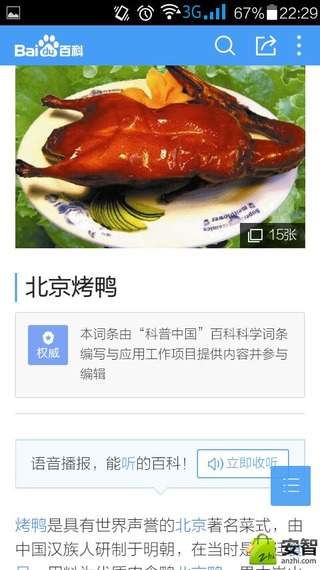 3G 67% 22:29
Baidu百科
15张
北京烤鸭
权威
本词条由“科普中国”百科科学词条
编写与应用工作项目提供内容并参与
编辑
语音播报，能听的百科！ 立即收听
烤鸭是具有世界声誉的北京著名菜式，由
中国汉族人研制于明朝，在当时是
安智
anzhi.com